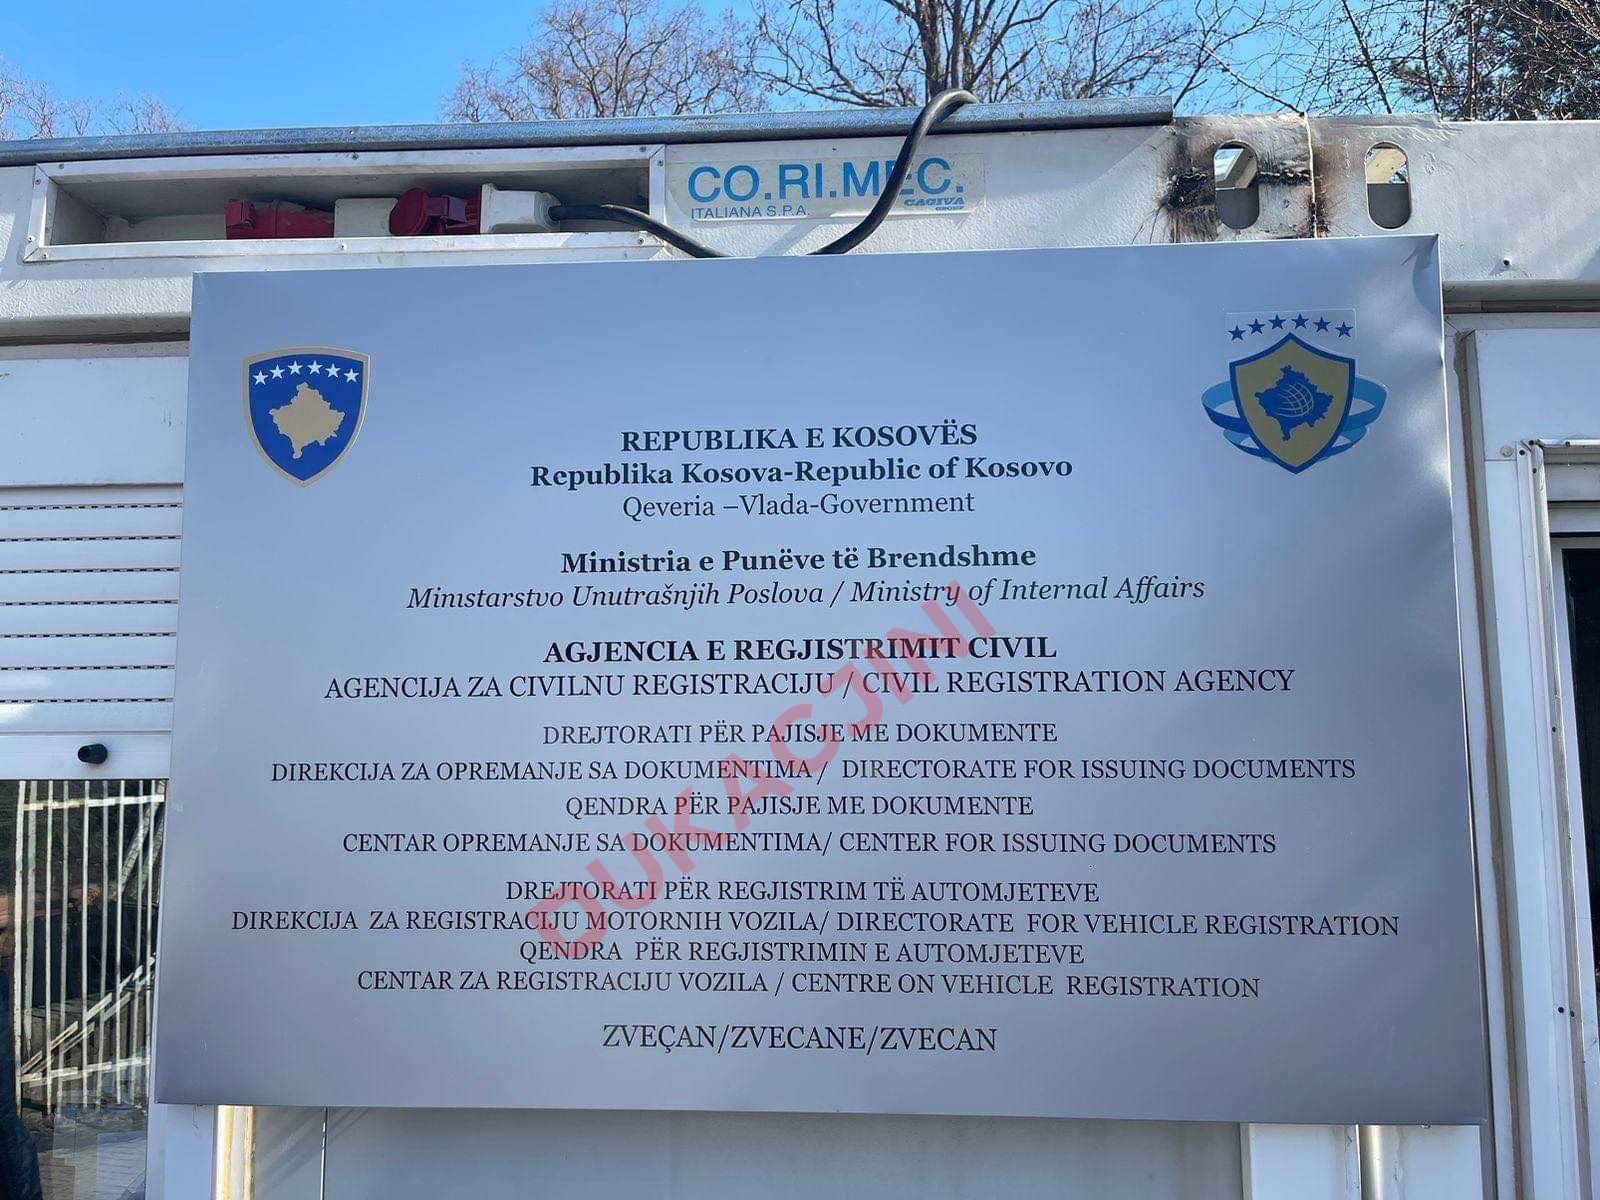 CO.RI.MEC.
ITALIANA S.P.A.
CAGIVA
GROUP
REPUBLIKA E KOSOVËS
Republika Kosova-Republic of Kosovo
Qeveria –Vlada-Government
Ministria e Punëve të Brendshme
Ministarstvo Unutrašnjih Poslova / Ministry of Internal Affairs
AGJENCIA E REGJISTRIMIT CIVIL
AGENCIJA ZA CIVILNU REGISTRACIJU / CIVIL REGISTRATION AGENCY
DREJTORATI PËR PAJISJE ME DOKUMENTE
DIREKCIJA ZA OPREMANJE SA DOKUMENTIMA / DIRECTORATE FOR ISSUING DOCUMENTS
QENDRA PËR PAJISJE ME DOKUMENTE
CENTAR OPREMANJE SA DOKUMENTIMA/ CENTER FOR ISSUING DOCUMENTS
DREJTORATI PËR REGJISTRIM TË AUTOMJETEVE
DIREKCIJA ZA REGISTRACIJU MOTORNIH VOZILA/ DIRECTORATE FOR VEHICLE REGISTRATION
QENDRA PËR REGJISTRIMIN E AUTOMJETEVE
CENTAR ZA REGISTRACIJU VOZILA / CENTRE ON VEHICLE REGISTRATION
ZVEÇAN/ZVECANE/ZVECAN
DUKAGJINI